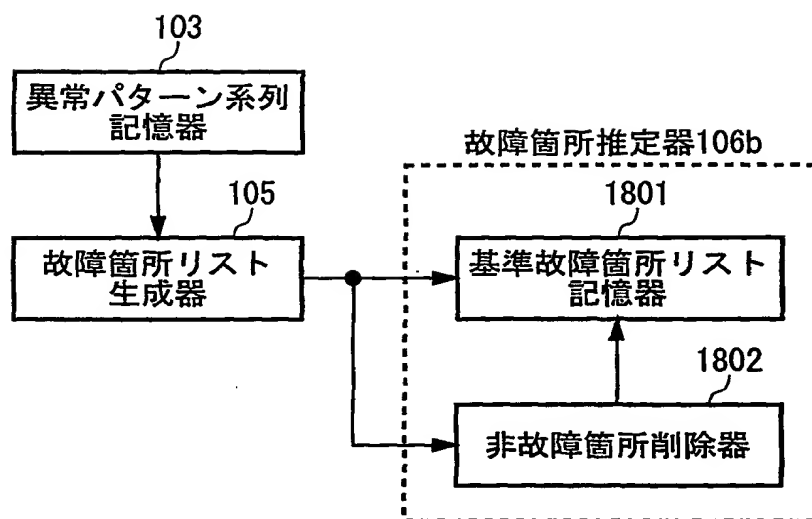 103
異常パターン系列
記憶器
105
故障箇所リスト
生成器
故障箇所推定器106b
1801
基準故障箇所リスト
記憶器
1802
非故障箇所削除器